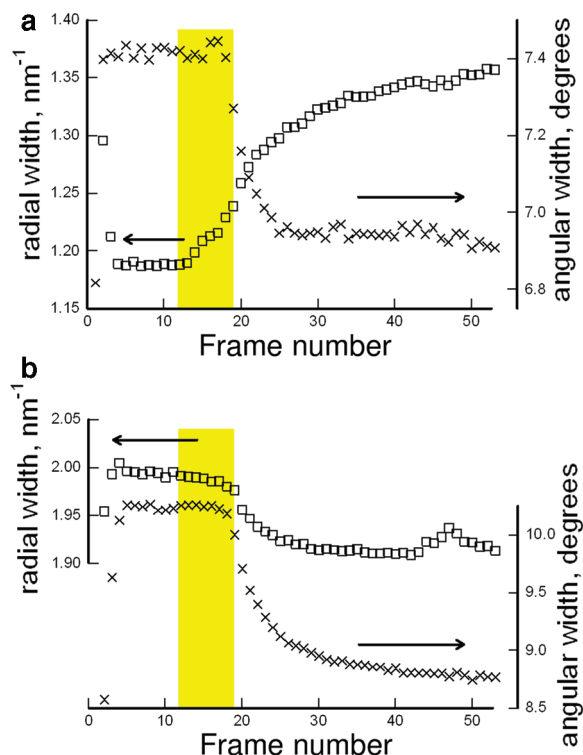 a
1.40
1.35
1.30
1.25
1.20
1.15
radial width, nm-1
7.4
7.2
7.0
6.8
angular width, degrees
0 10 20 30 40 50
Frame number
b
2.05
2.00
1.95
1.90
radial width, nm-1
10.0
9.5
9.0
8.5
angular width, degrees
0 10 20 30 40 50
Frame number